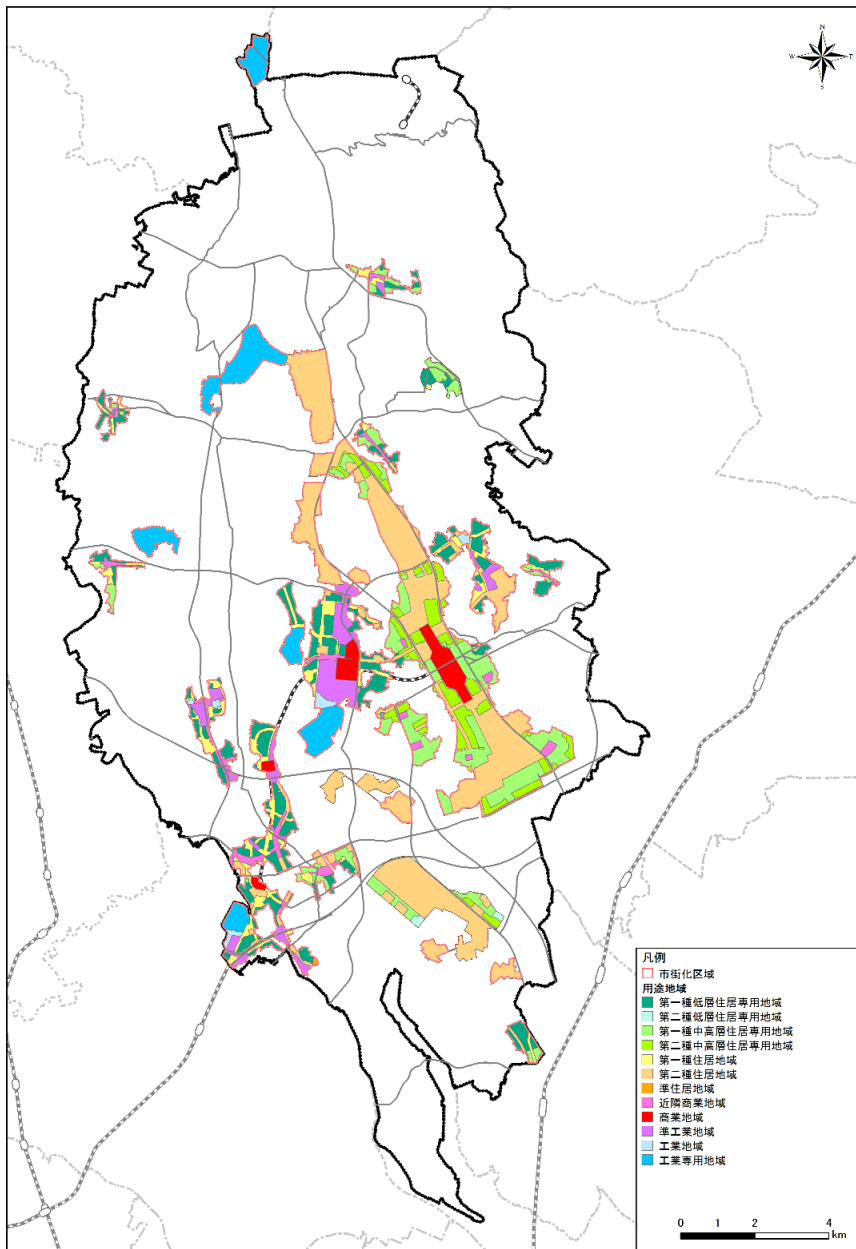 N
W E
S
凡例
市街化区域
用途地域
第一種低層住居専用地域
第二種低層住居専用地域
第一種中高層住居専用地域
第二種中高層住居専用地域
第一種住居地域
第二種住居地域
準住居地域
近隣商業地域
商業地域
準工業地域
工業地域
工業専用地域
0 1 2 4
km